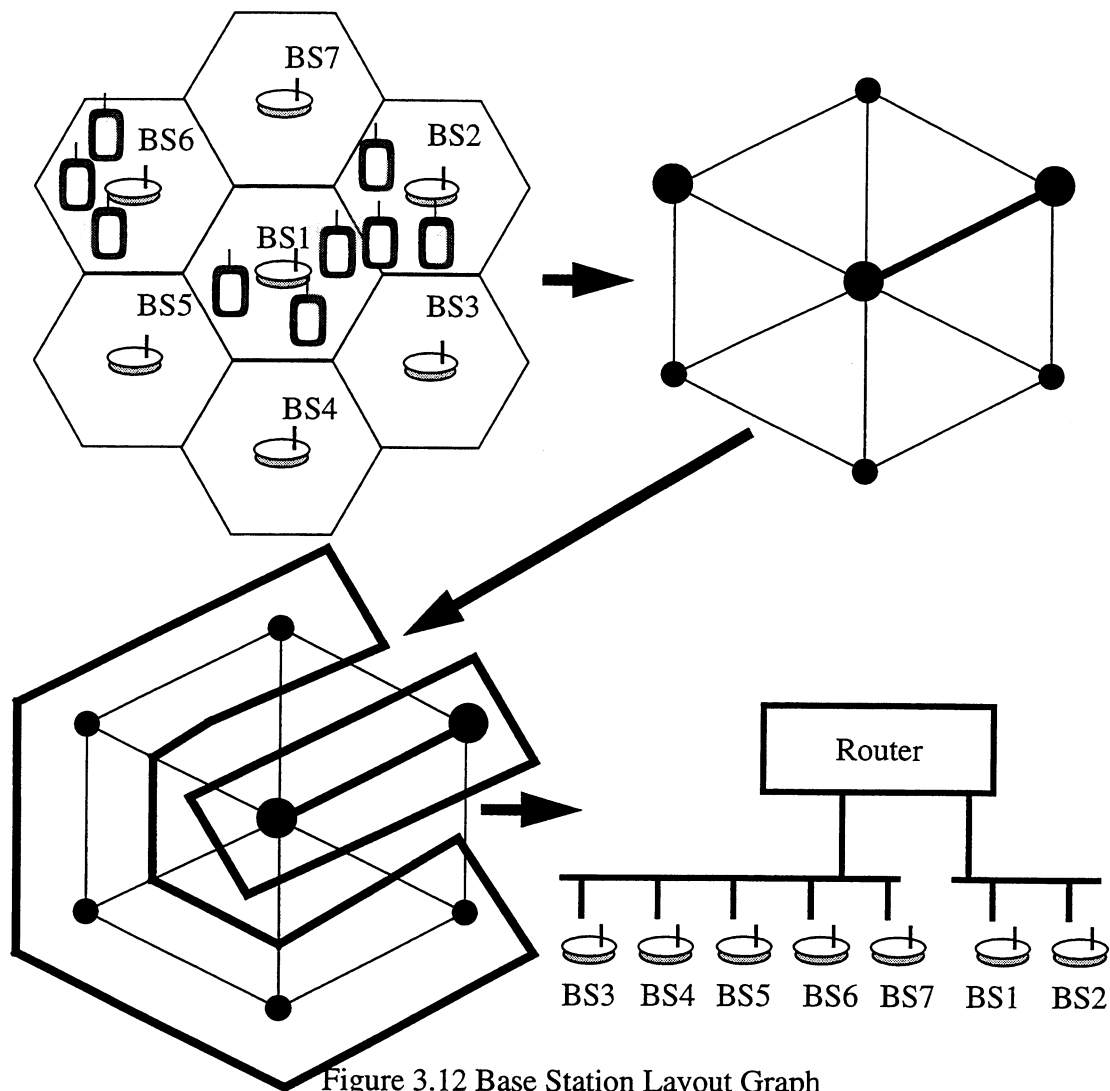 BS7
BS6
BS2
BS1
BS5
BS3
BS4
Router
BS3 BS4 BS5 BS6 BS7 BS1 BS2
Figure 3.12 Base Station Layout Graph